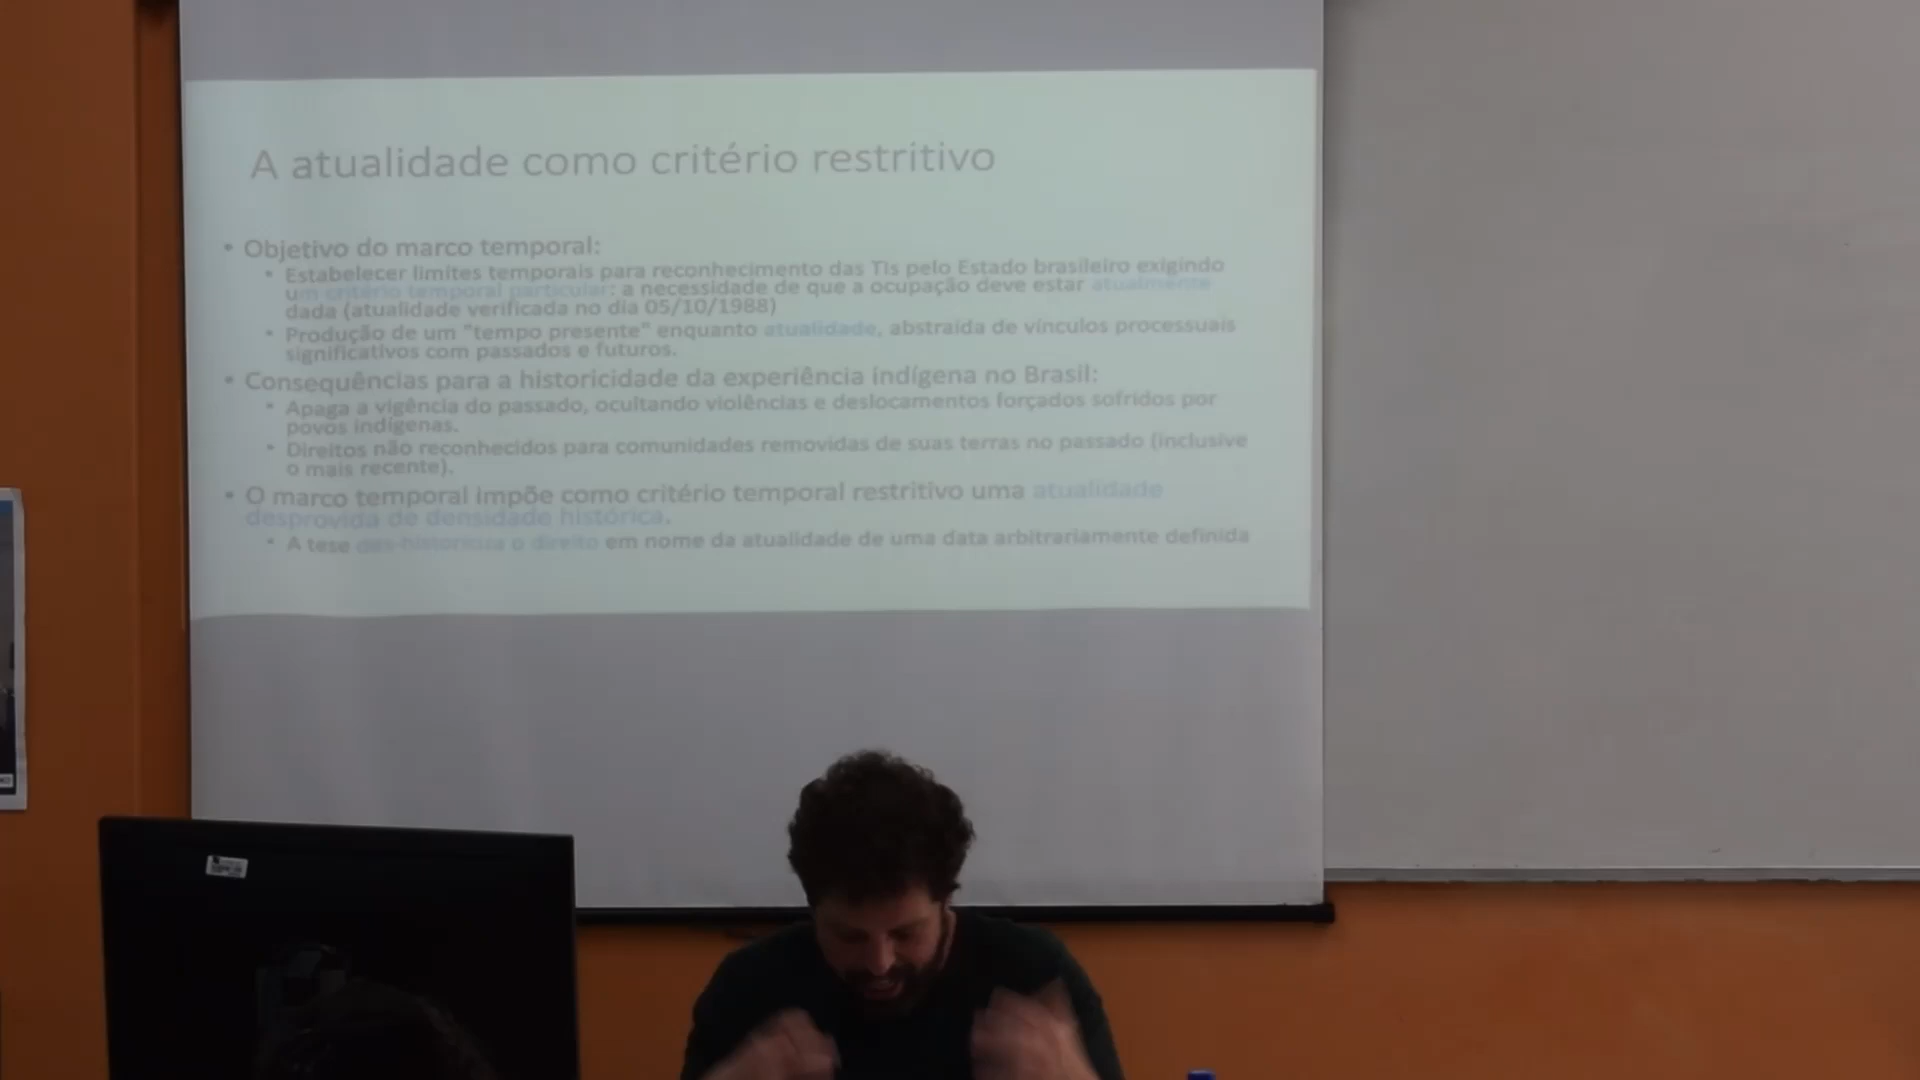 A atualidade como critério restritivo
• Objetivo do marco temporal:
• Estabelecer limites temporais para reconhecimento das TIs pelo Estado brasileiro exigindo
um critério temporal particular: a necessidade de que a ocupação deve estar atualmente
dada (atualidade verificada no dia 05/10/1988)
• Produção de um "tempo presente" enquanto atualidade, abstraída de vínculos processuais
significativos com passados e futuros.
• Consequências para a historicidade da experiência indígena no Brasil:
• Apaga a vigência do passado, ocultando violências e deslocamentos forçados sofridos por
povos indígenas.
• Direitos não reconhecidos para comunidades removidas de suas terras no passado (inclusive
o mais recente).
• O marco temporal impõe como critério temporal restritivo uma atualidade
desprovida de densidade histórica.
• A tese des-historiciza o direito em nome da atualidade de uma data arbitrariamente definida